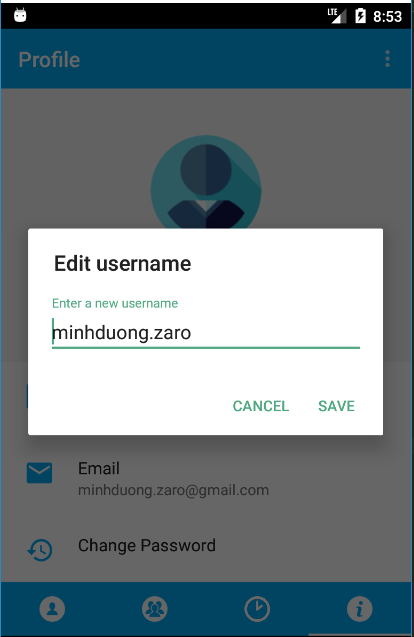 LTE 8:53
Profile
Edit username
Enter a new username
minhduong.zaro
CANCEL SAVE
Email
minhduong.zaro@gmail.com
Change Password